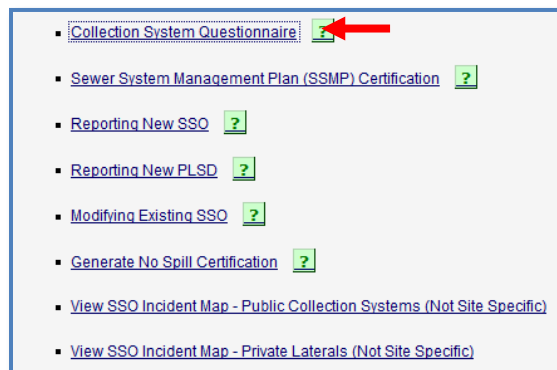 Collection System Questionnaire ?
Sewer System Management Plan (SSMP) Certification ?
Reporting New SSO ?
Reporting New PLSD ?
Modifying Existing SSO ?
Generate No Spill Certification ?
View SSO Incident Map - Public Collection Systems (Not Site Specific)
View SSO Incident Map - Private Laterals (Not Site Specific)